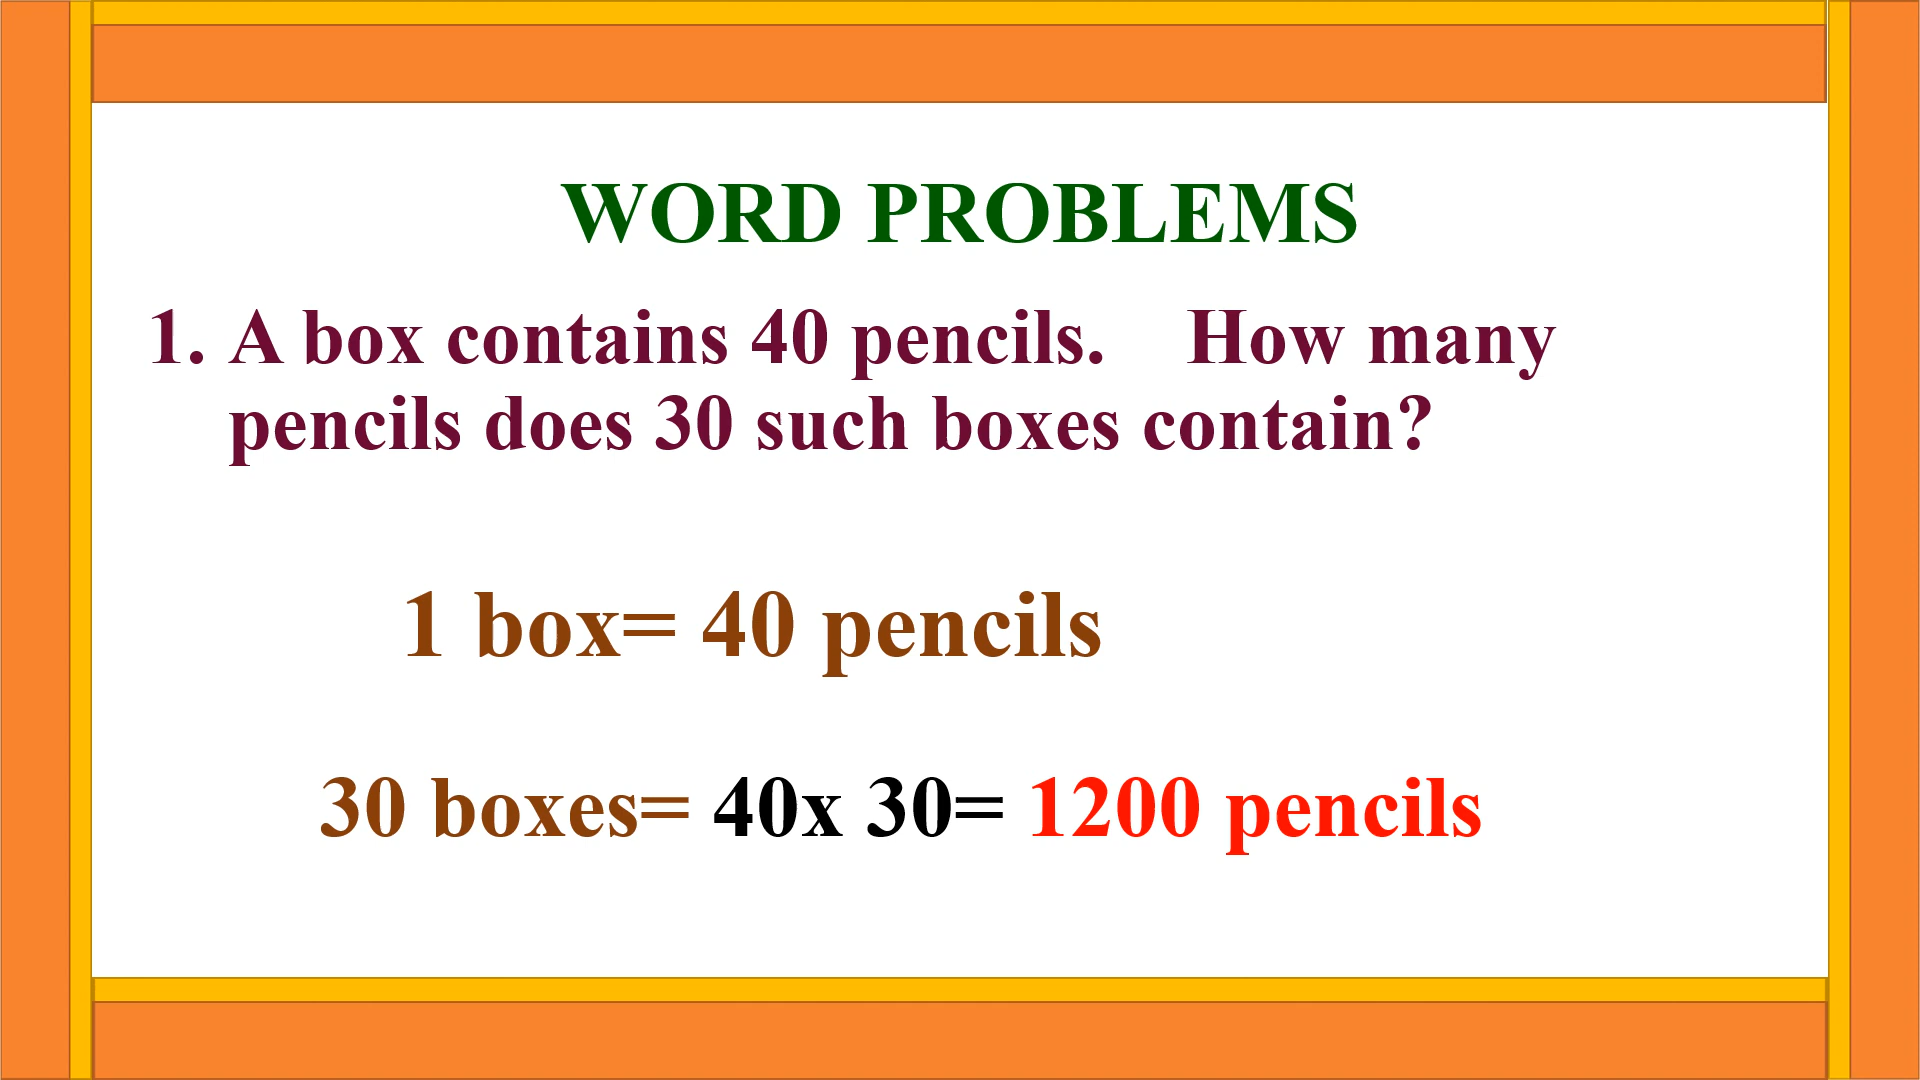 WORD PROBLEMS
1. A box contains 40 pencils. How many
pencils does 30 such boxes contain?
1 box= 40 pencils
30 boxes= 40x 30= 1200 pencils